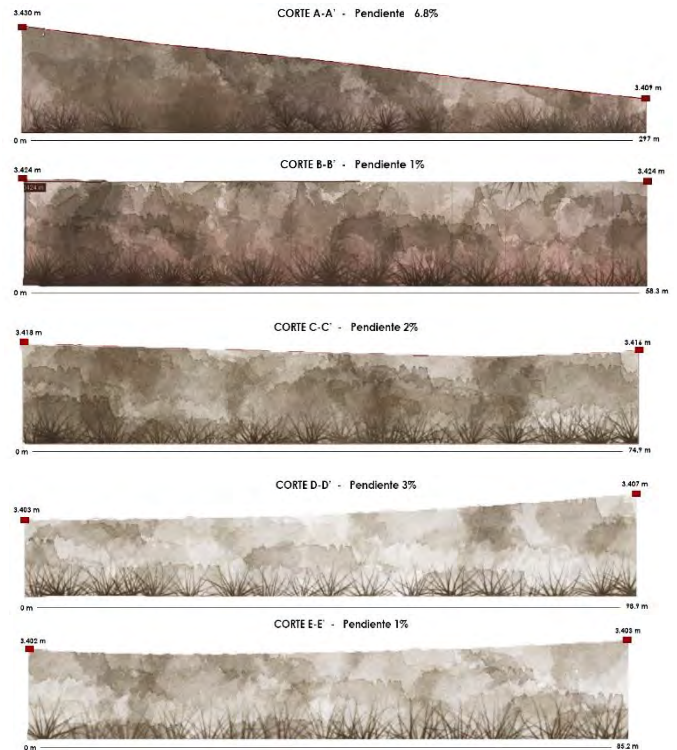 CORTE A-A' - Pendiente 6.8%
3.430 m
3.409 m
0 m
297 m
CORTE B-B' - Pendiente 1%
3.424 m
3.424 m
0 m
58.3 m
CORTE C-C' - Pendiente 2%
3.418 m
3.416 m
0 m
74.9 m
CORTE D-D' - Pendiente 3%
3.403 m
3.407 m
0 m
98.9 m
CORTE E-E' - Pendiente 1%
3.402 m
3.403 m
0 m
85.2 m